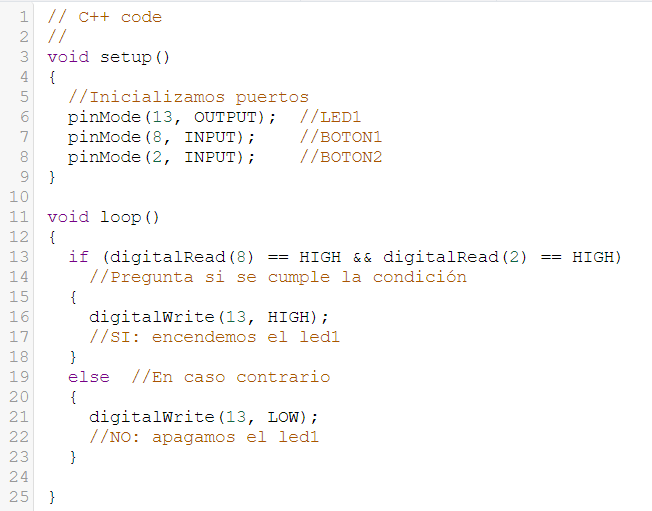 1 // C++ code
2 //
3 void setup()
4 {
5   //Inicializamos puertos
6   pinMode(13, OUTPUT);  //LED1
7   pinMode(8, INPUT);    //BOTON1
8   pinMode(2, INPUT);    //BOTON2
9 }
10
11 void loop()
12 {
13   if (digitalRead(8) == HIGH && digitalRead(2) == HIGH)
14     //Pregunta si se cumple la condición
15   {
16     digitalWrite(13, HIGH);
17     //SI: encendemos el led1
18   }
19   else  //En caso contrario
20   {
21     digitalWrite(13, LOW);
22     //NO: apagamos el led1
23   }
24
25 }